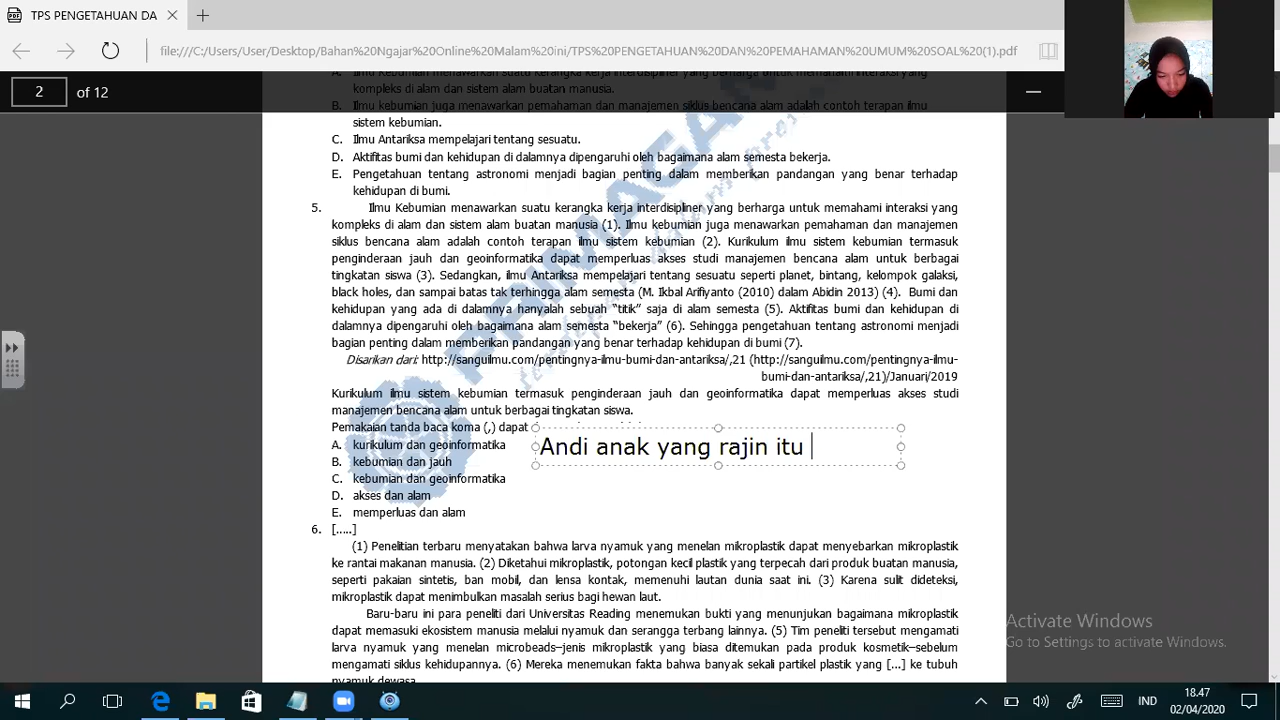 TPS PENGETAHUAN DA
file:///C:/Users/User/Desktop/Bahan%20Ngajar%20Online%20Malam%20ini/TPS%20PENGETAHUAN%20DAN%20PEMAHAMAN%20UMUM%20SOAL%20(1).pdf
2 of 12
A. Ilmu Kebumian menawarkan suatu kerangka kerja interdisipliner yang berharga untuk memahami interaksi yang
kompleks di alam dan sistem alam buatan manusia.
B. Ilmu kebumian juga menawarkan pemahaman dan manajemen siklus bencana alam adalah contoh terapan ilmu
sistem kebumian.
C. Ilmu Antariksa mempelajari tentang sesuatu.
D. Aktifitas bumi dan kehidupan di dalamnya dipengaruhi oleh bagaimana alam semesta bekerja.
E. Pengetahuan tentang astronomi menjadi bagian penting dalam memberikan pandangan yang benar terhadap
kehidupan di bumi.
5. Ilmu Kebumian menawarkan suatu kerangka kerja interdisipliner yang berharga untuk memahami interaksi yang
kompleks di alam dan sistem alam buatan manusia (1). Ilmu kebumian juga menawarkan pemahaman dan manajemen
siklus bencana alam adalah contoh terapan ilmu sistem kebumian (2). Kurikulum ilmu sistem kebumian termasuk
penginderaan jauh dan geoinformatika dapat memperluas akses studi manajemen bencana alam untuk berbagai
tingkatan siswa (3). Sedangkan, ilmu Antariksa mempelajari tentang sesuatu seperti planet, bintang, kelompok galaksi,
black holes, dan sampai batas tak terhingga alam semesta (M. Ikbal Arifiyanto (2010) dalam Abidin 2013) (4). Bumi dan
kehidupan yang ada di dalamnya hanyalah sebuah “titik” saja di alam semesta (5). Aktifitas bumi dan kehidupan di
dalamnya dipengaruhi oleh bagaimana alam semesta “bekerja” (6). Sehingga pengetahuan tentang astronomi menjadi
bagian penting dalam memberikan pandangan yang benar terhadap kehidupan di bumi (7).
Disarikan dari: http://sanguilmu.com/pentingnya-ilmu-bumi-dan-antariksa/,21 (http://sanguilmu.com/pentingnya-ilmu-
bumi-dan-antariksa/,21)/Januari/2019
Kurikulum ilmu sistem kebumian termasuk penginderaan jauh dan geoinformatika dapat memperluas akses studi
manajemen bencana alam untuk berbagai tingkatan siswa.
Pemakaian tanda baca koma (,) dapat
Andi anak yang rajin itu
A. kurikulum dan geoinformatika
B. kebumian dan jauh
C. kebumian dan geoinformatika
D. akses dan alam
E. memperluas dan alam
6. [.....]
(1) Penelitian terbaru menyatakan bahwa larva nyamuk yang menelan mikroplastik dapat menyebarkan mikroplastik
ke rantai makanan manusia. (2) Diketahui mikroplastik, potongan kecil plastik yang terpecah dari produk buatan manusia,
seperti pakaian sintetis, ban mobil, dan lensa kontak, memenuhi lautan dunia saat ini. (3) Karena sulit dideteksi,
mikroplastik dapat menimbulkan masalah serius bagi hewan laut.
Baru-baru ini para peneliti dari Universitas Reading menemukan bukti yang menunjukan bagaimana mikroplastik
dapat memasuki ekosistem manusia melalui nyamuk dan serangga terbang lainnya. (5) Tim peneliti tersebut mengamati
larva nyamuk yang menelan microbeads–jenis mikroplastik yang biasa ditemukan pada produk kosmetik–sebelum
mengamati siklus kehidupannya. (6) Mereka menemukan fakta bahwa banyak sekali partikel plastik yang [...] ke tubuh
nyamuk dewasa.
PRIMAGAMA
Activate Windows
Go to Settings to activate Windows.
IND
18.47
02/04/2020